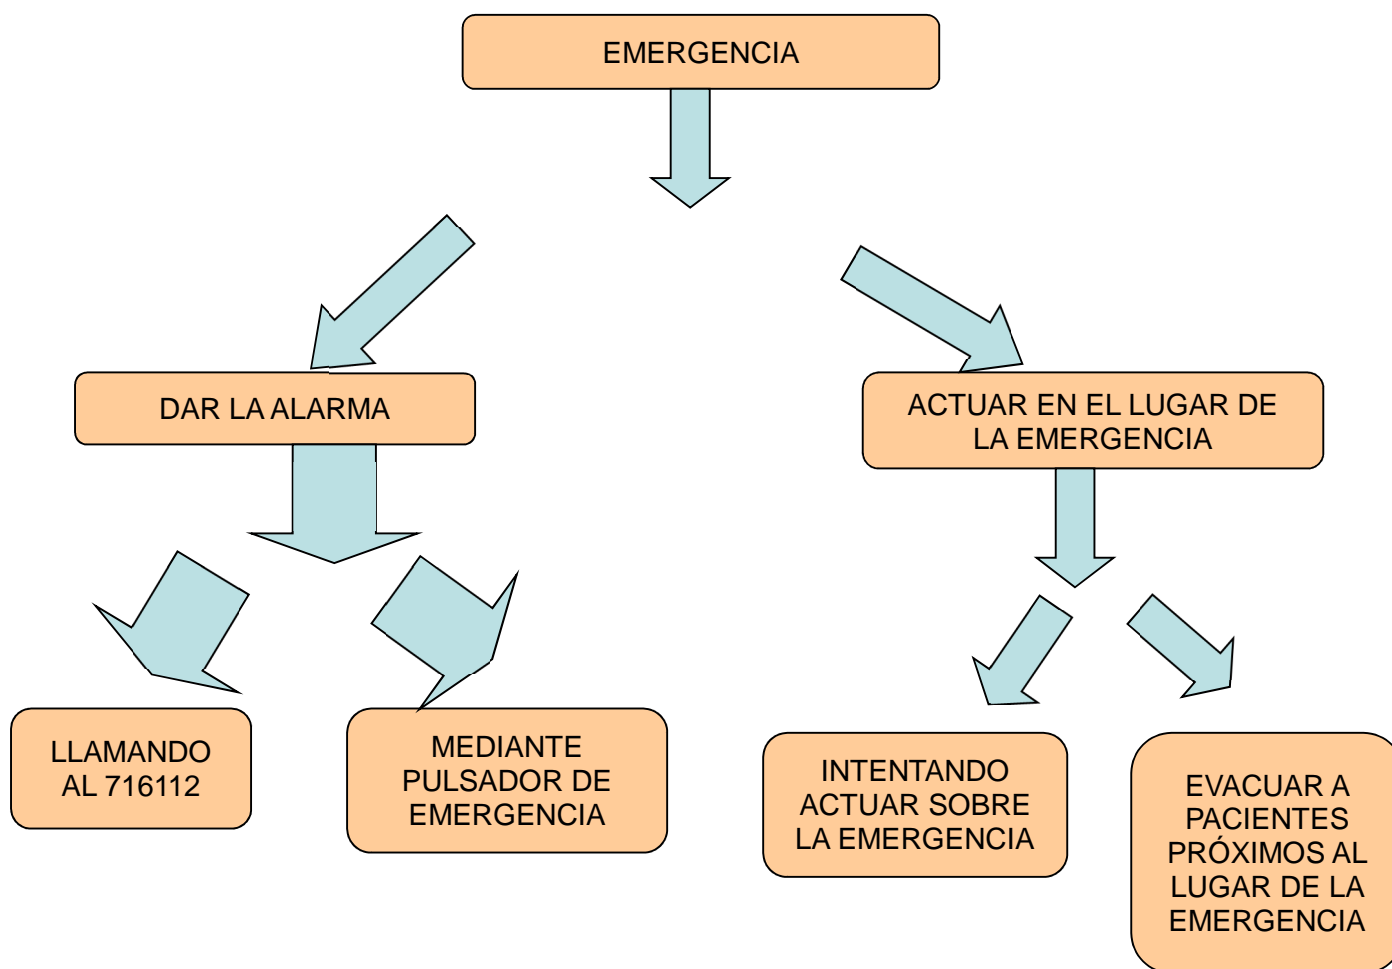 EMERGENCIA
DAR LA ALARMA
ACTUAR EN EL LUGAR DE
LA EMERGENCIA
LLAMANDO
AL 716112
MEDIANTE
PULSADOR DE
EMERGENCIA
INTENTANDO
ACTUAR SOBRE
LA EMERGENCIA
EVACUAR A
PACIENTES
PRÓXIMOS AL
LUGAR DE LA
EMERGENCIA